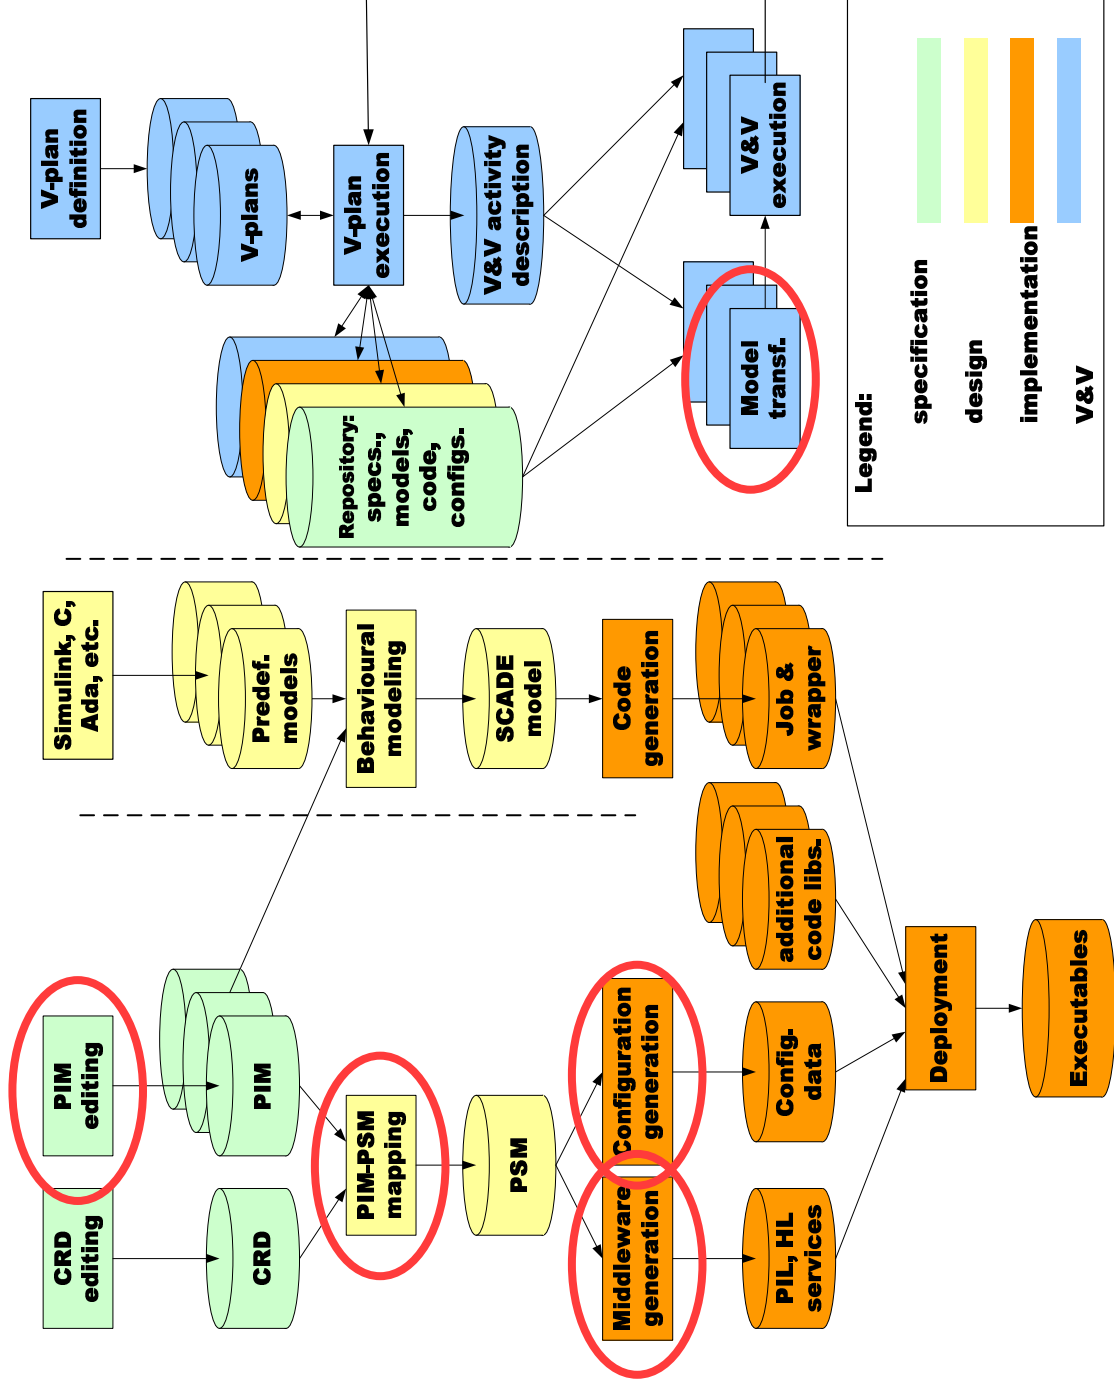 CRD
editing
PIM
editing
Simulink, C,
Ada, etc.
V-plan
definition
CRD
PIM
Predef.
models
V-plans
PIM-PSM
mapping
Behavioural
modeling
Repository:
specs.,
models,
code,
configs.
V-plan
execution
PSM
SCADE
model
V&V activity
description
Middleware
generation
Configuration
generation
Code
generation
Model
transf.
V&V
execution
PIL, HL
services
Config.
data
additional
code libs.
Job &
wrapper
Deployment
Executables
Legend:
specification
design
implementation
V&V